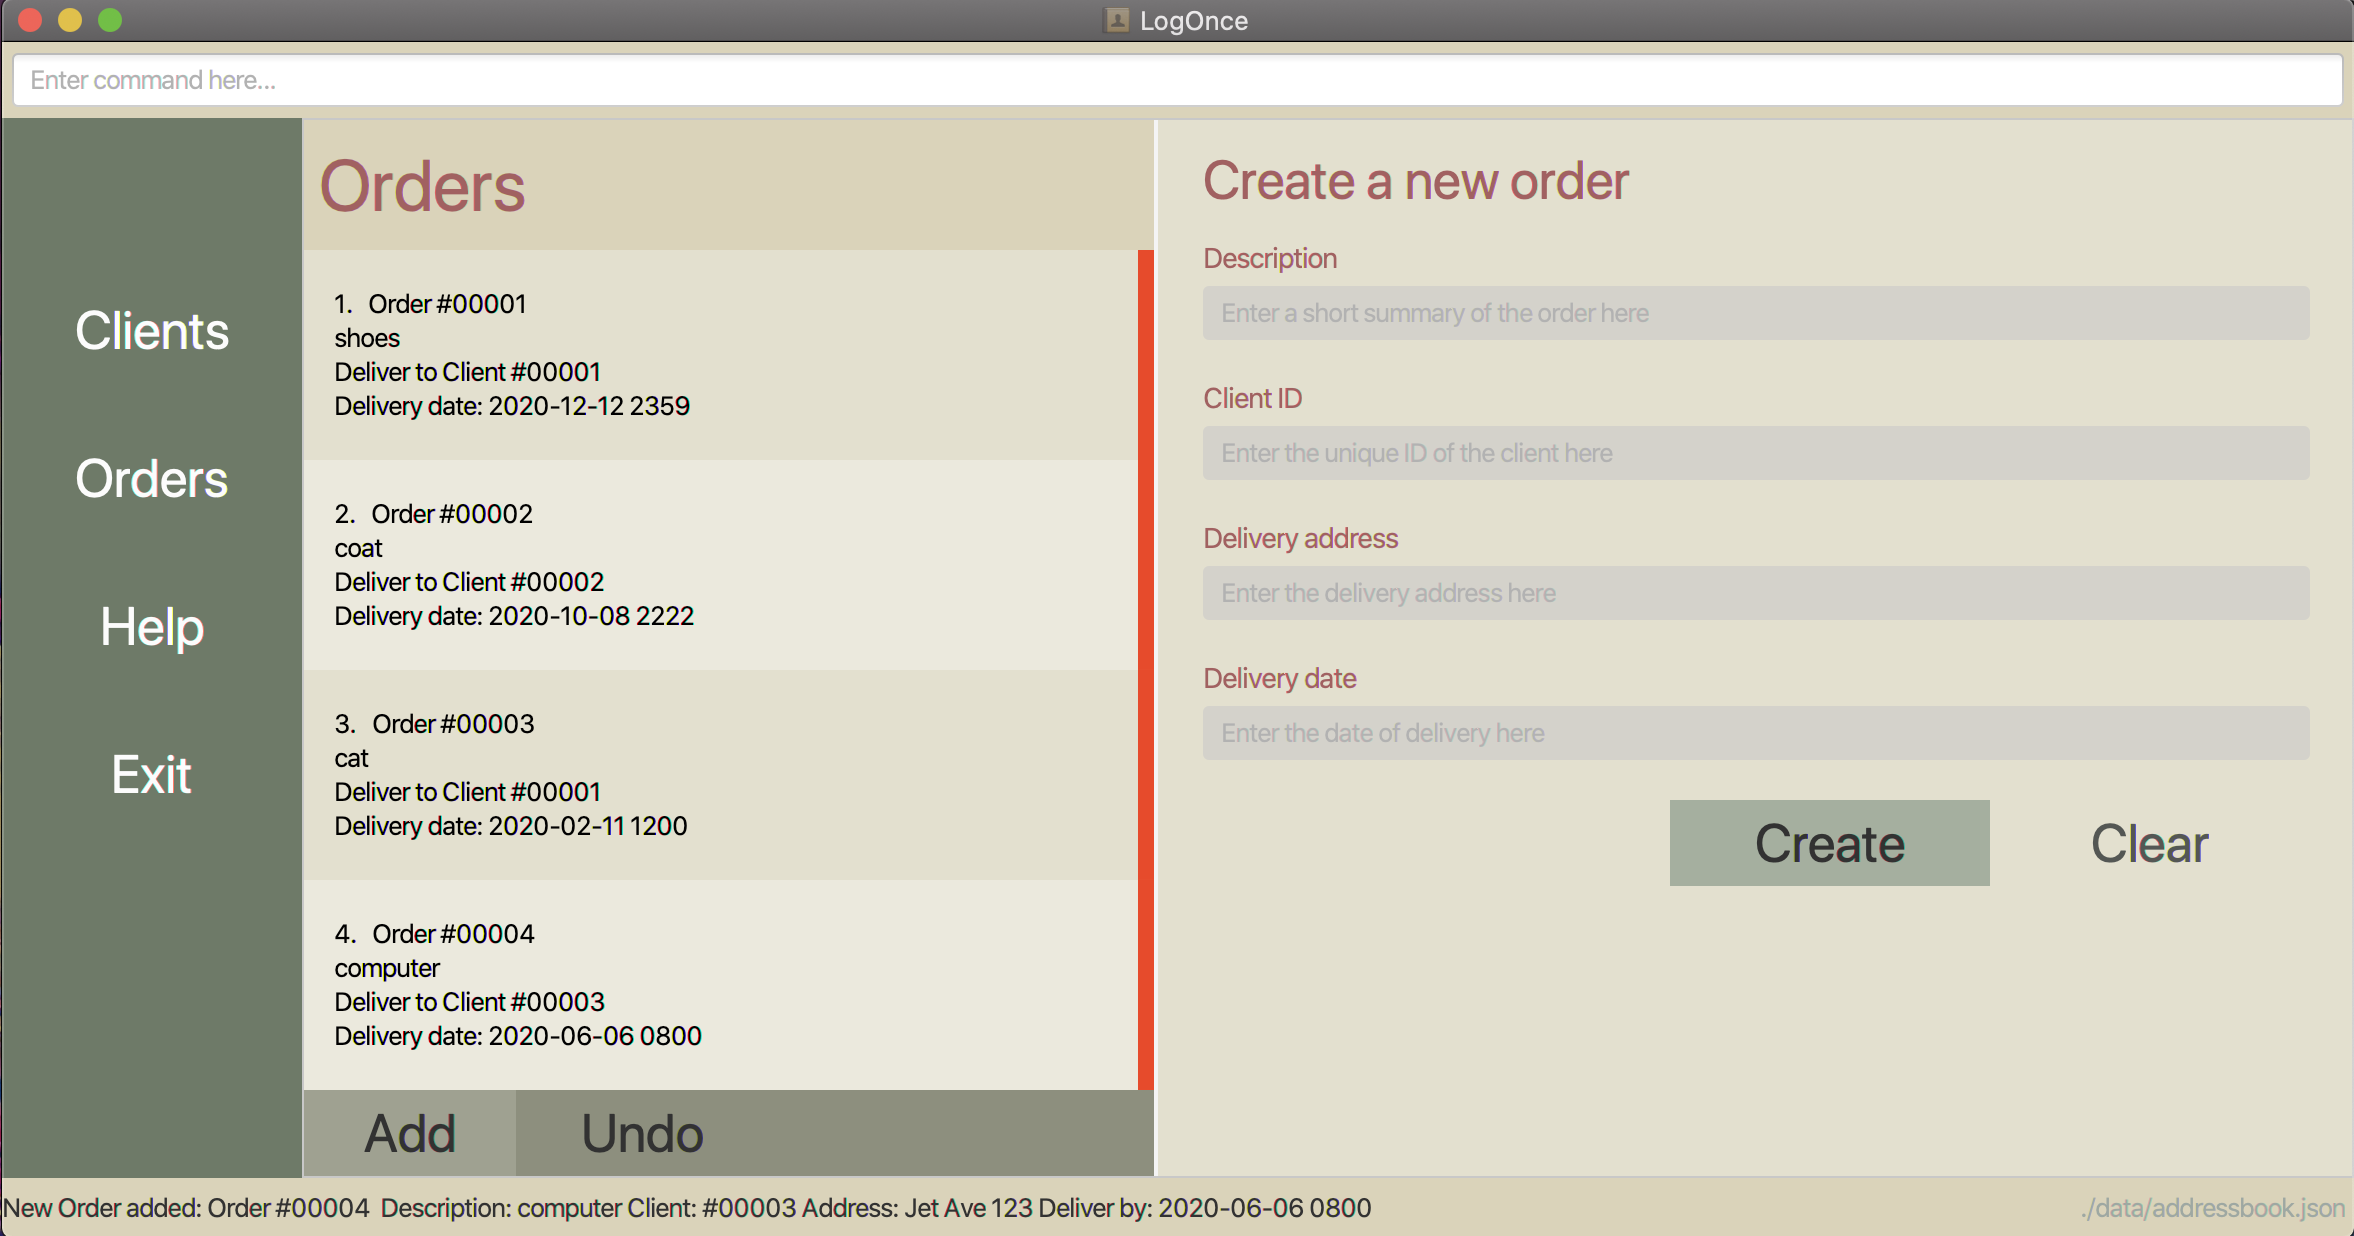 LogOnce
Enter command here...
Clients
Orders
Help
Exit
Orders
1. Order #00001
shoes
Deliver to Client #00001
Delivery date: 2020-12-12 2359
2. Order #00002
coat
Deliver to Client #00002
Delivery date: 2020-10-08 2222
3. Order #00003
cat
Deliver to Client #00001
Delivery date: 2020-02-11 1200
4. Order #00004
computer
Deliver to Client #00003
Delivery date: 2020-06-06 0800
Add Undo
Create a new order
Description
Enter a short summary of the order here
Client ID
Enter the unique ID of the client here
Delivery address
Enter the delivery address here
Delivery date
Enter the date of delivery here
Create Clear
New Order added: Order #00004 Description: computer Client: #00003 Address: Jet Ave 123 Deliver by: 2020-06-06 0800
./data/addressbook.json